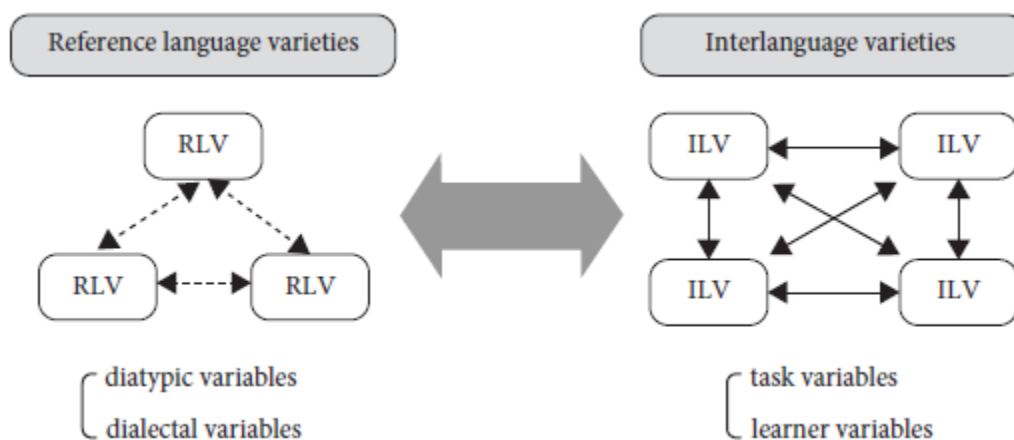 Reference language varieties
Interlanguage varieties
RLV
RLV
RLV
ILV
ILV
ILV
ILV
diatypic variables
dialectal variables
task variables
learner variables